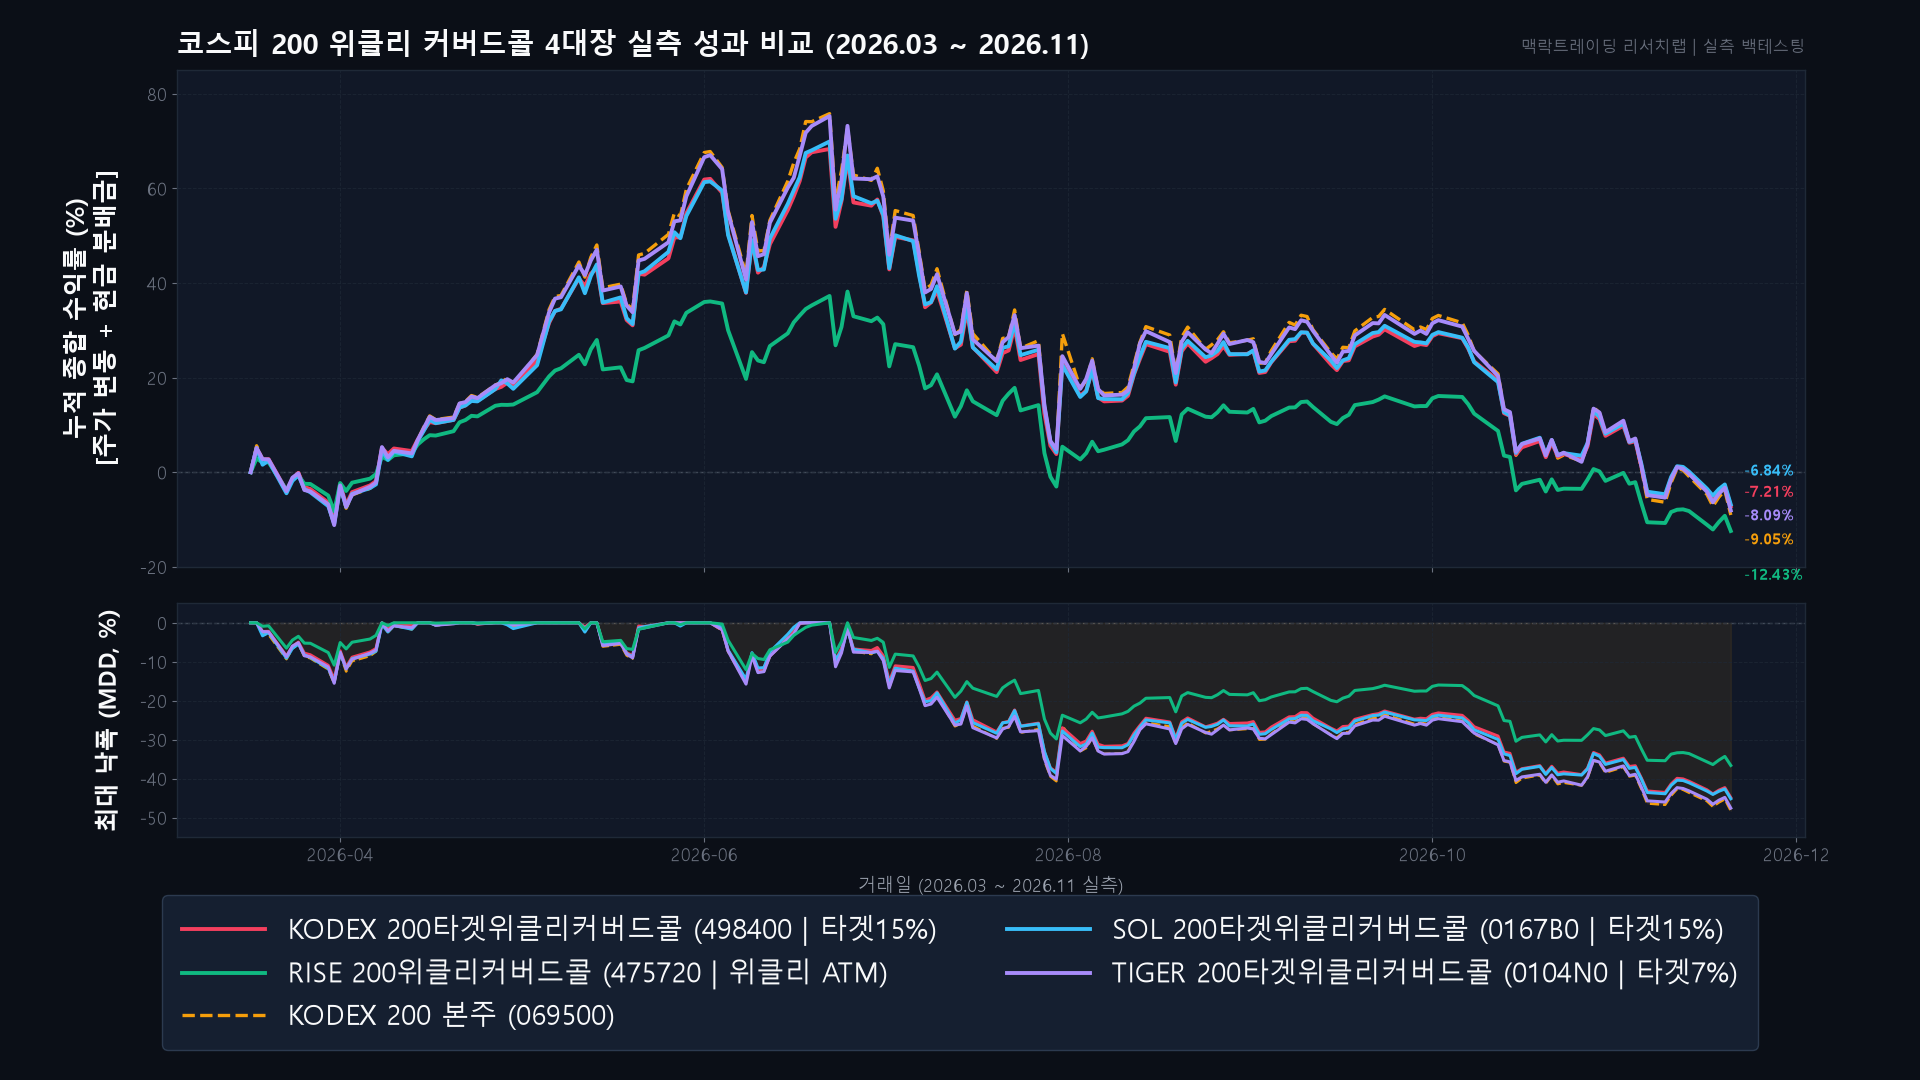 코스피 200 위클리 커버드콜 4대장 실측 성과 비교 (2026.03 ~ 2026.11)
맥락트레이딩 리서치랩 | 실측 백테스팅
누적 종합 수익률 (%)
[주가 변동 + 현금 분배금]
80
60
40
20
0
-20
-6.84%
-7.21%
-8.09%
-9.05%
-12.43%
최대 낙폭 (MDD, %)
0
-10
-20
-30
-40
-50
2026-04
2026-06
2026-08
2026-10
2026-12
거래일 (2026.03 ~ 2026.11 실측)
KODEX 200타겟위클리커버드콜 (498400 | 타겟15%)
SOL 200타겟위클리커버드콜 (0167B0 | 타겟15%)
RISE 200위클리커버드콜 (475720 | 위클리 ATM)
TIGER 200타겟위클리커버드콜 (0104N0 | 타겟7%)
KODEX 200 본주 (069500)